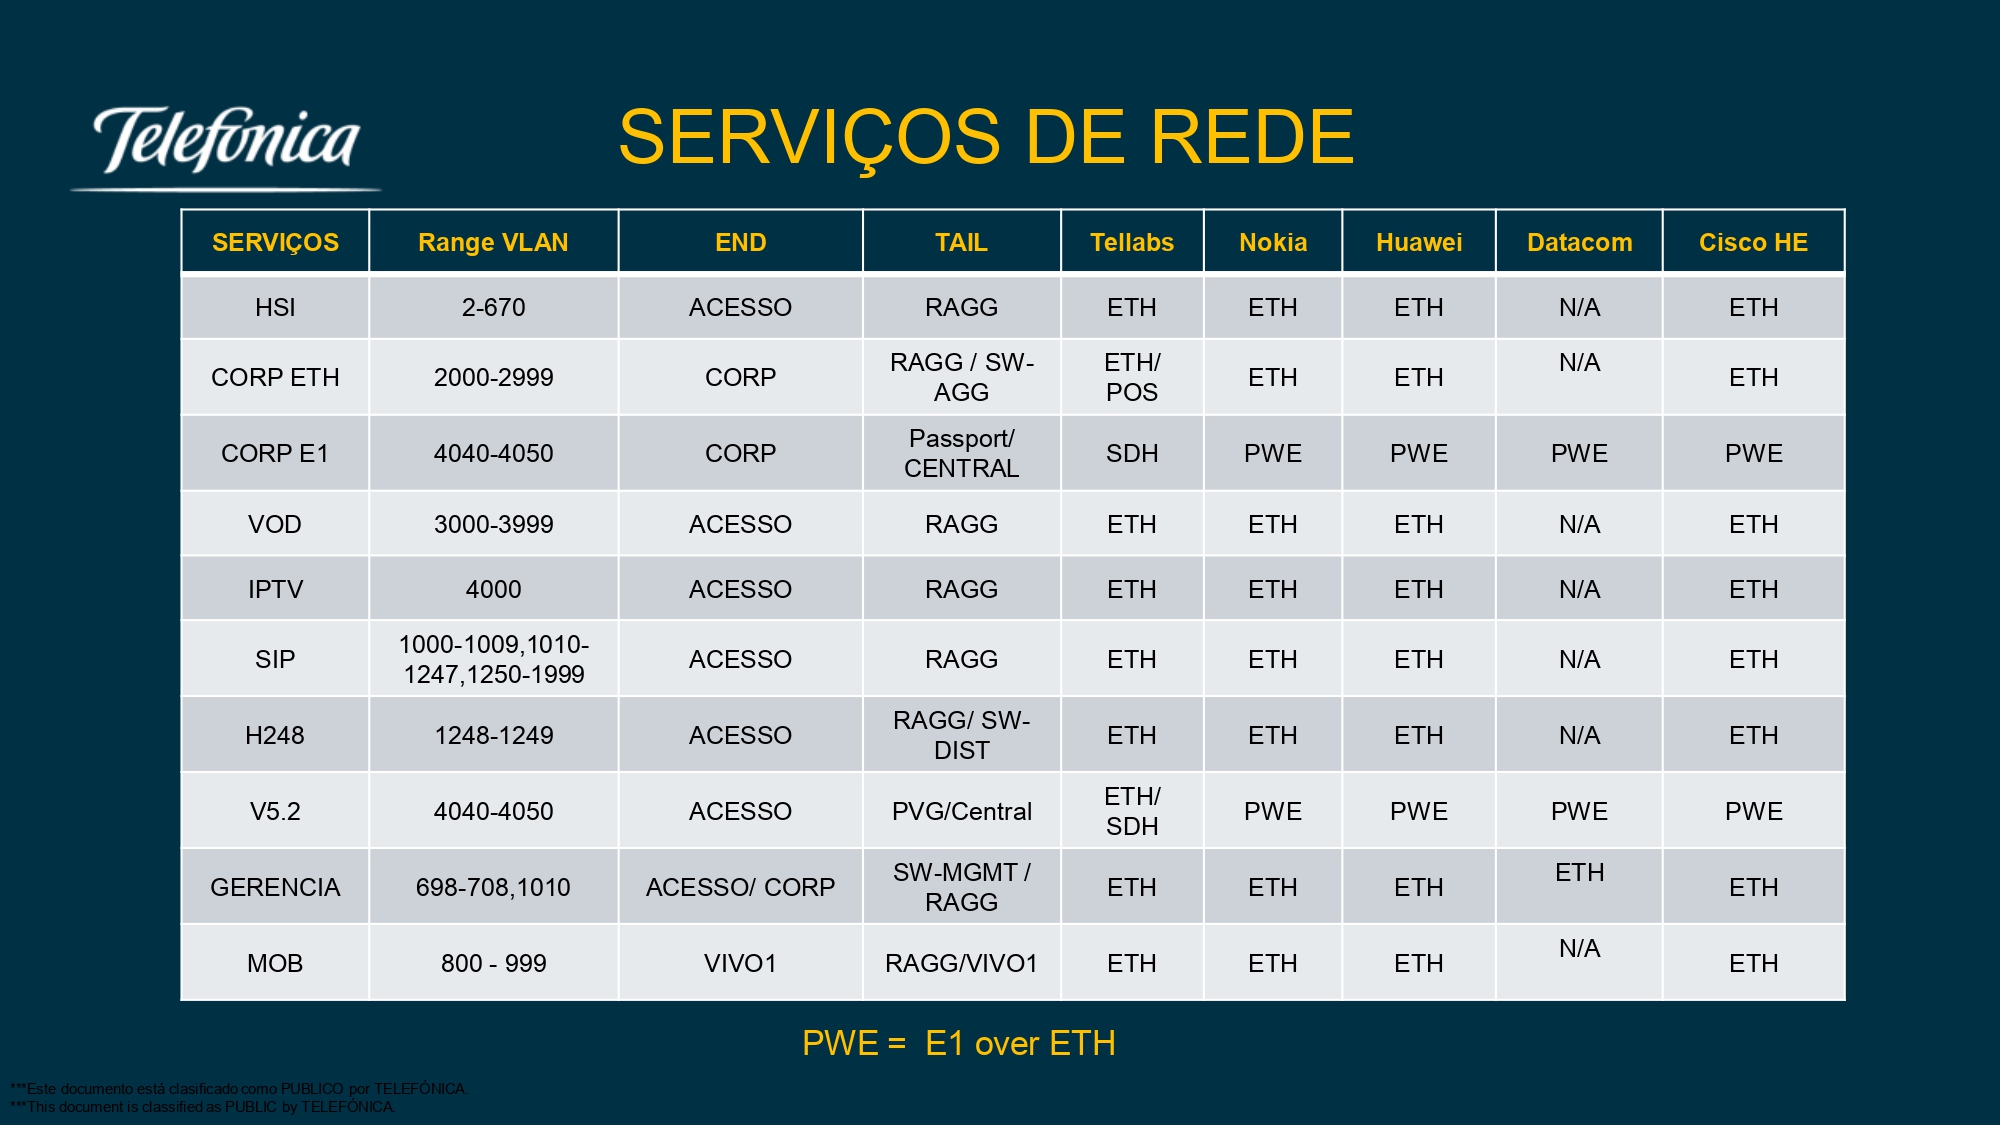 Telefónica
SERVIÇOS DE REDE
SERVIÇOS Range VLAN END TAIL Tellabs Nokia Huawei Datacom Cisco HE
HSI 2-670 ACESSO RAGG ETH ETH ETH N/A ETH
CORP ETH 2000-2999 CORP RAGG / SW-AGG ETH/ POS ETH ETH N/A ETH
CORP E1 4040-4050 CORP Passport/ CENTRAL SDH PWE PWE PWE PWE
VOD 3000-3999 ACESSO RAGG ETH ETH ETH N/A ETH
IPTV 4000 ACESSO RAGG ETH ETH ETH N/A ETH
SIP 1000-1009,1010-1247,1250-1999 ACESSO RAGG ETH ETH ETH N/A ETH
H248 1248-1249 ACESSO RAGG/ SW-DIST ETH ETH ETH N/A ETH
V5.2 4040-4050 ACESSO PVG/Central ETH/ SDH PWE PWE PWE PWE
GERENCIA 698-708,1010 ACESSO/ CORP SW-MGMT / RAGG ETH ETH ETH ETH ETH
MOB 800 - 999 VIVO1 RAGG/VIVO1 ETH ETH ETH N/A ETH
PWE = E1 over ETH
***Este documento está clasificado como PUBLICO por TELEFÓNICA.
***This document is classified as PUBLIC by TELEFÓNICA.